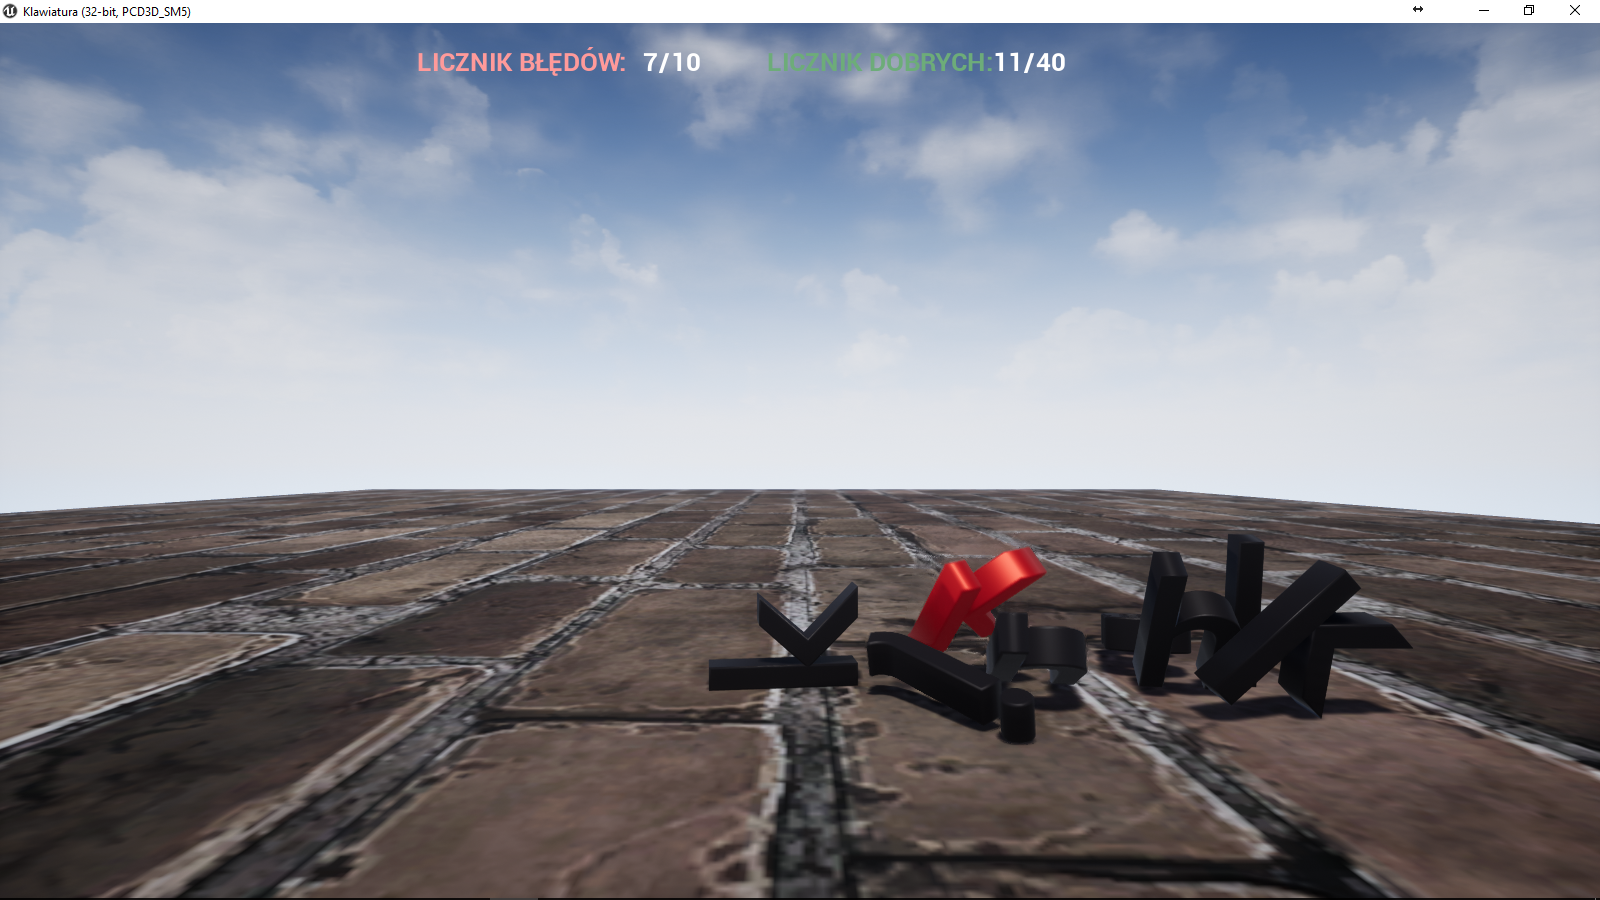 Klawiatura (32-bit, PCD3D_SM5)
LICZNIK BŁĘDÓW: 7/10 LICZNIK DOBRYCH:11/40